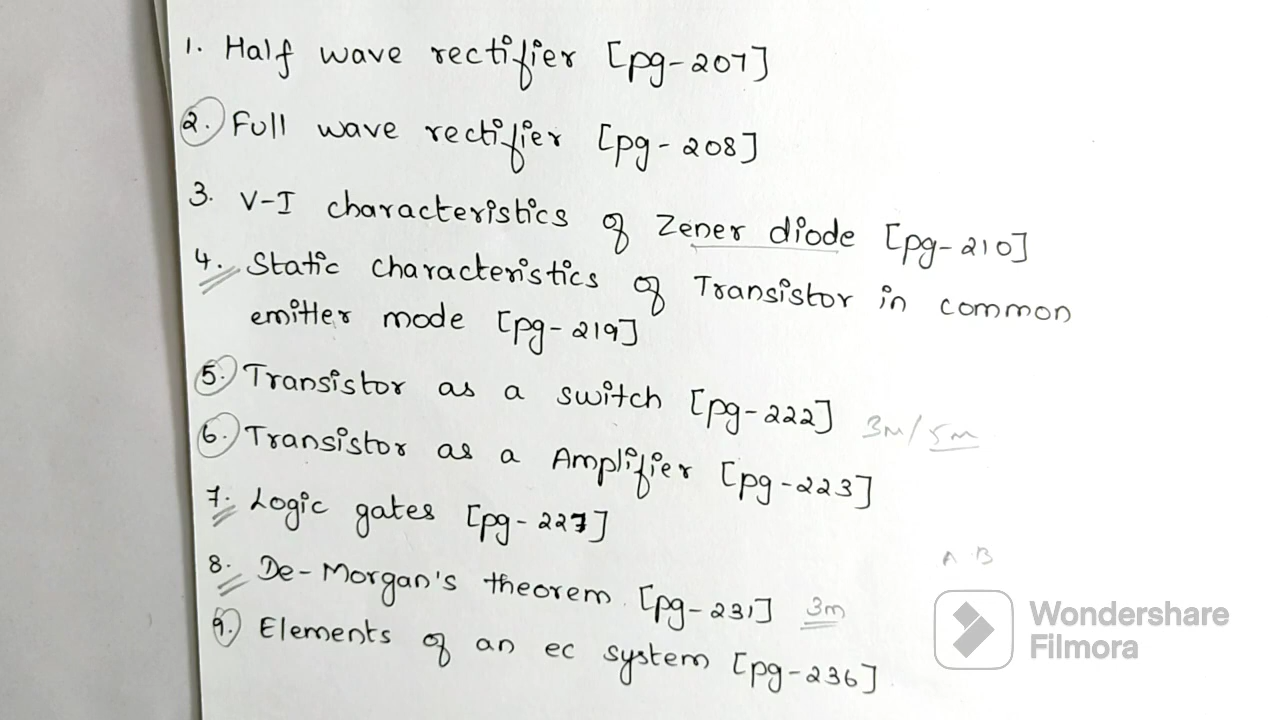 1. Half wave rectifier [pg-207]
2. Full wave rectifier [pg-208]
3. V-I characteristics of Zener diode [pg-210]
4. Static characteristics of Transistor in common
emitter mode [pg-219]
5. Transistor as a switch [pg-222] 3m/5m
6. Transistor as a Amplifier [pg-223]
7. Logic gates [pg-227]
A B
8. De-Morgan's theorem [pg-231] 3m
9. Elements of an ec system [pg-236]
Wondershare
Filmora